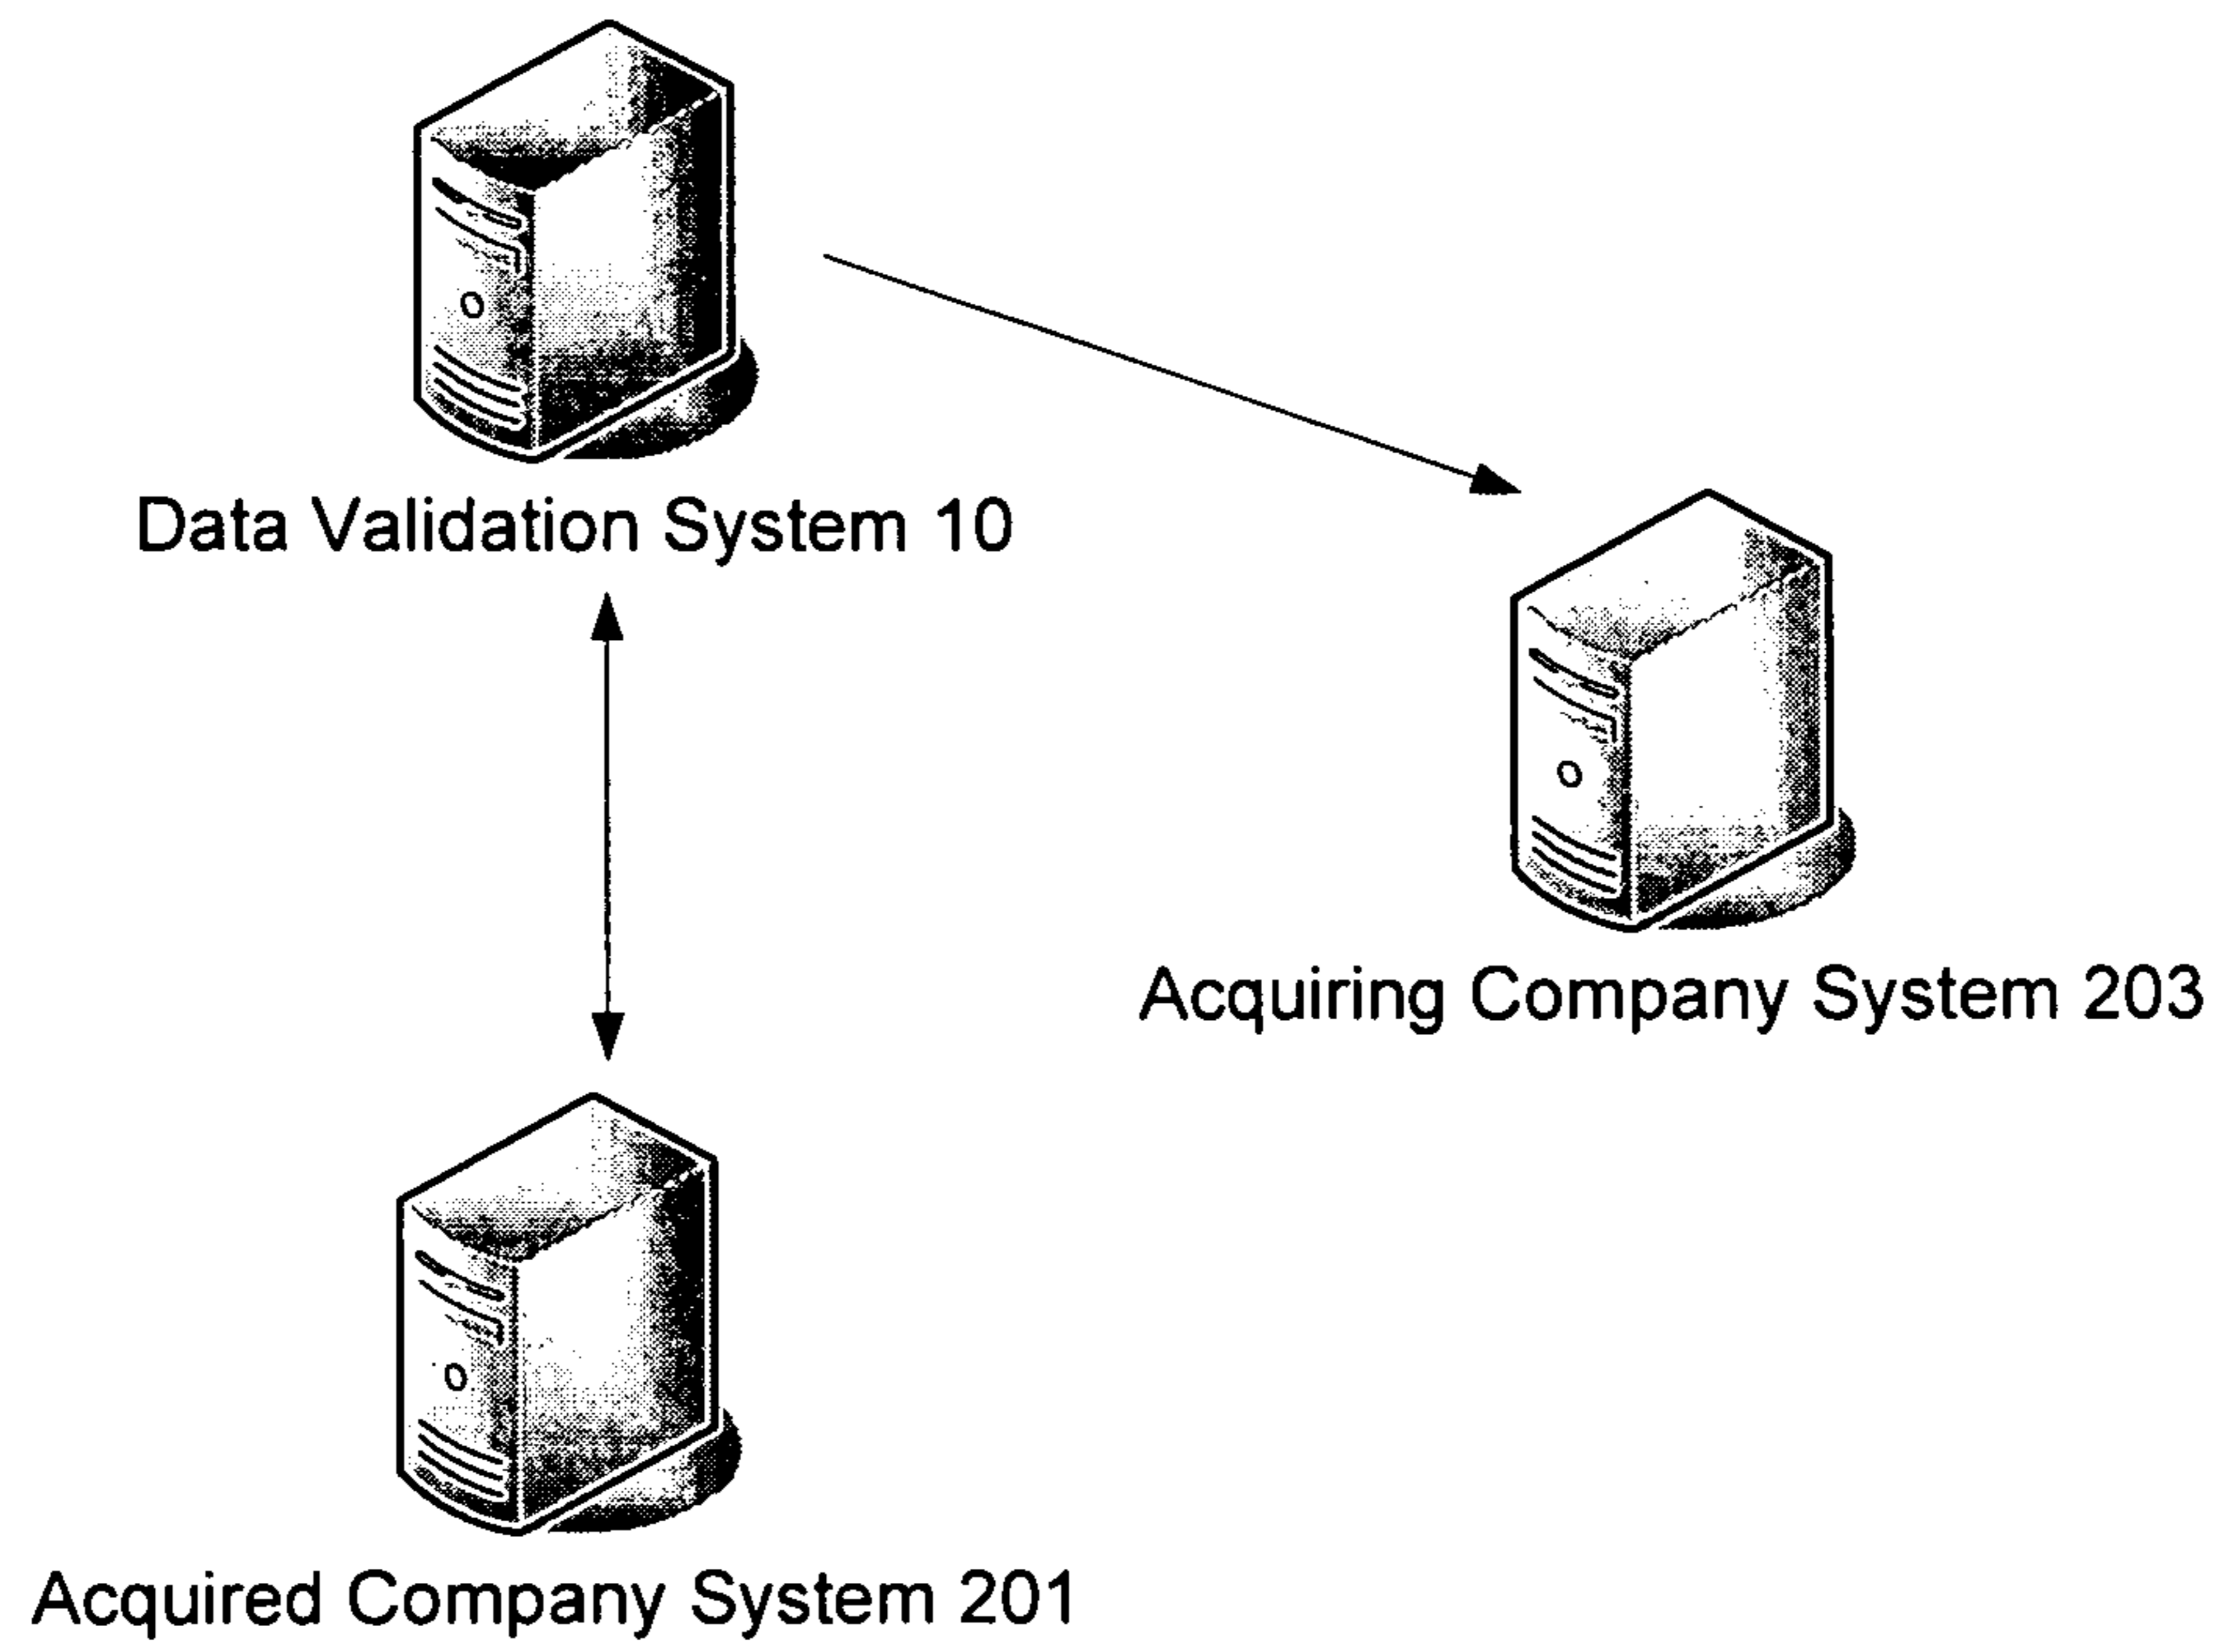 Data Validation System 10
Acquiring Company System 203
Acquired Company System 201